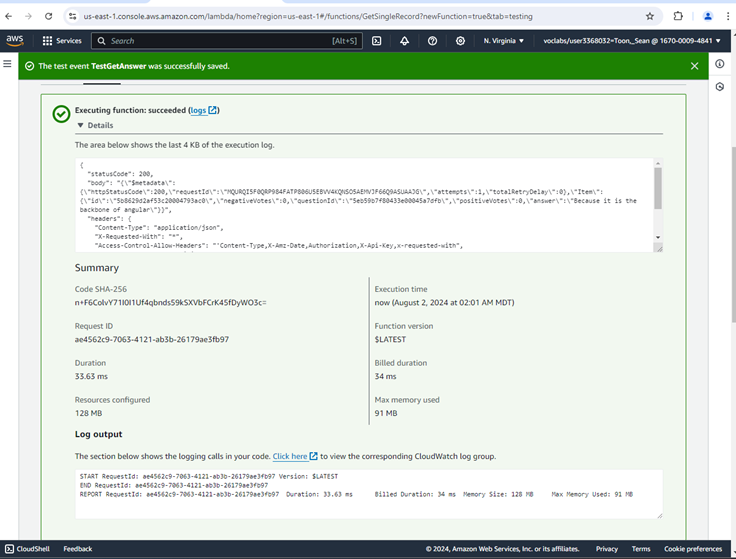 us-east-1.console.aws.amazon.com/lambda/home?region=us-east-1#/functions/GetSingleRecord?newFunction=true&tab=testing
aws
Services
Search
[Alt+S]
N. Virginia
voclabs/user3368032=Toon,_Sean @ 1670-0009-4841
The test event TestGetAnswer was successfully saved.
Executing function: succeeded (logs)
Details
The area below shows the last 4 KB of the execution log.
{
"statusCode": 200,
"body": "{\"$metadata\":
{\"httpStatusCode\":200,\"requestId\":\"MQURQI5F0QRP984FATP806U5EBVV4KQNSO5AEMVJF66Q9ASUAAJG\",\"attempts\":1,\"totalRetryDelay\":0},\"Item\":
{\"id\":\"5b8629d2af53c20004793ac0\",\"negativeVotes\":0,\"questionId\":\"5eb59b7f80433e00045a7dfb\",\"positiveVotes\":0,\"answer\":\"Because it is the
backbone of angular\"}}",
"headers": {
"Content-Type": "application/json",
"X-Requested-With": "*",
"Access-Control-Allow-Headers": "'Content-Type,X-Amz-Date,Authorization,X-Api-Key,x-requested-with",
Summary
Code SHA-256
n+F6ColvY71I0I1Uf4qbnds59kSXVbFCrK45fDyWO3c=
Execution time
now (August 2, 2024 at 02:01 AM MDT)
Request ID
ae4562c9-7063-4121-ab3b-26179ae3fb97
Function version
$LATEST
Duration
33.63 ms
Billed duration
34 ms
Resources configured
128 MB
Max memory used
91 MB
Log output
The section below shows the logging calls in your code. Click here to view the corresponding CloudWatch log group.
START RequestId: ae4562c9-7063-4121-ab3b-26179ae3fb97 Version: $LATEST
END RequestId: ae4562c9-7063-4121-ab3b-26179ae3fb97
REPORT RequestId: ae4562c9-7063-4121-ab3b-26179ae3fb97 Duration: 33.63 ms Billed Duration: 34 ms Memory Size: 128 MB Max Memory Used: 91 MB
CloudShell
Feedback
© 2024, Amazon Web Services, Inc. or its affiliates.
Privacy
Terms
Cookie preferences